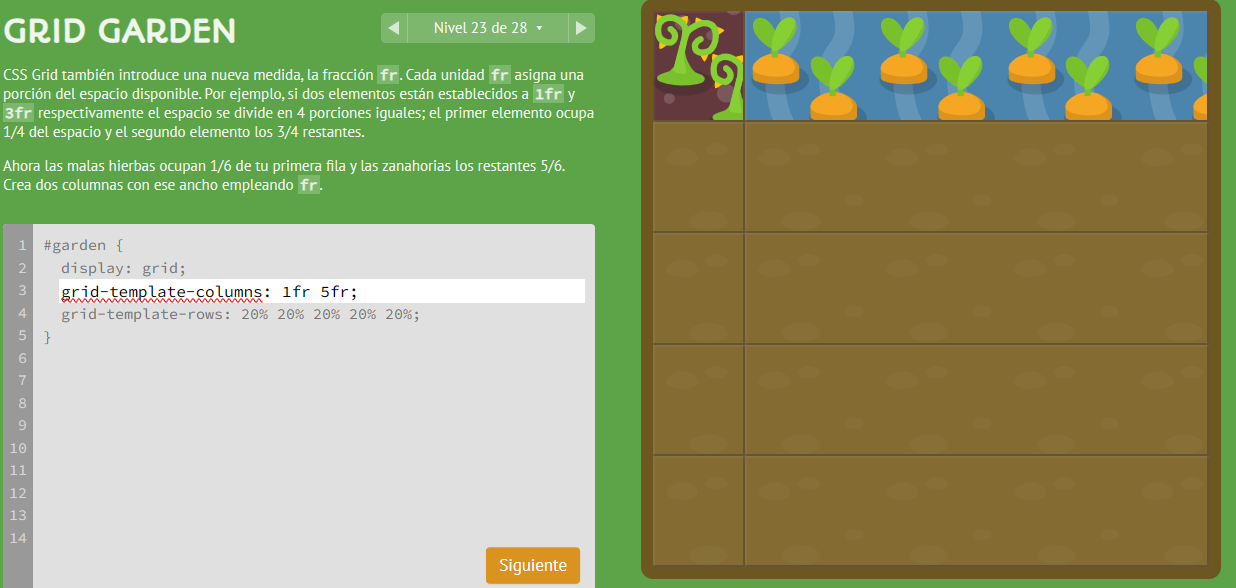 GRID GARDEN
Nivel 23 de 28
CSS Grid también introduce una nueva medida, la fracción fr. Cada unidad fr asigna una
porción del espacio disponible. Por ejemplo, si dos elementos están establecidos a 1fr y
3fr respectivamente el espacio se divide en 4 porciones iguales; el primer elemento ocupa
1/4 del espacio y el segundo elemento los 3/4 restantes.
Ahora las malas hierbas ocupan 1/6 de tu primera fila y las zanahorias los restantes 5/6.
Crea dos columnas con ese ancho empleando fr.
1 #garden {
2 display: grid;
3 grid-template-columns: 1fr 5fr;
4 grid-template-rows: 20% 20% 20% 20% 20%;
5 }
6
7
8
9
10
11
12
13
14
Siguiente